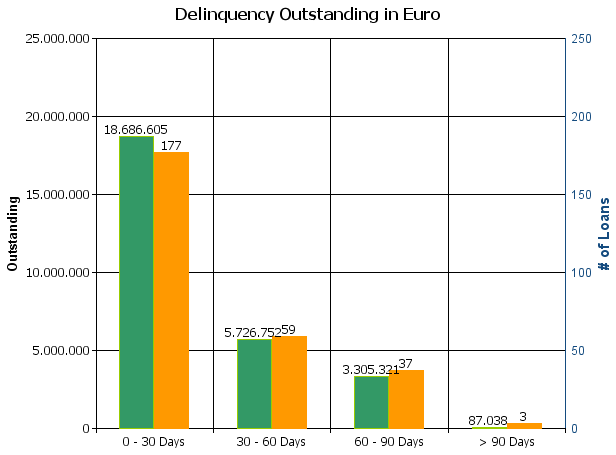 Delinquency Outstanding in Euro
25.000.000
20.000.000
15.000.000
10.000.000
5.000.000
0
Outstanding
18.686.605
177
5.726.752
59
3.305.321
37
87.038
3
250
200
150
100
50
0
# of Loans
0 - 30 Days
30 - 60 Days
60 - 90 Days
> 90 Days